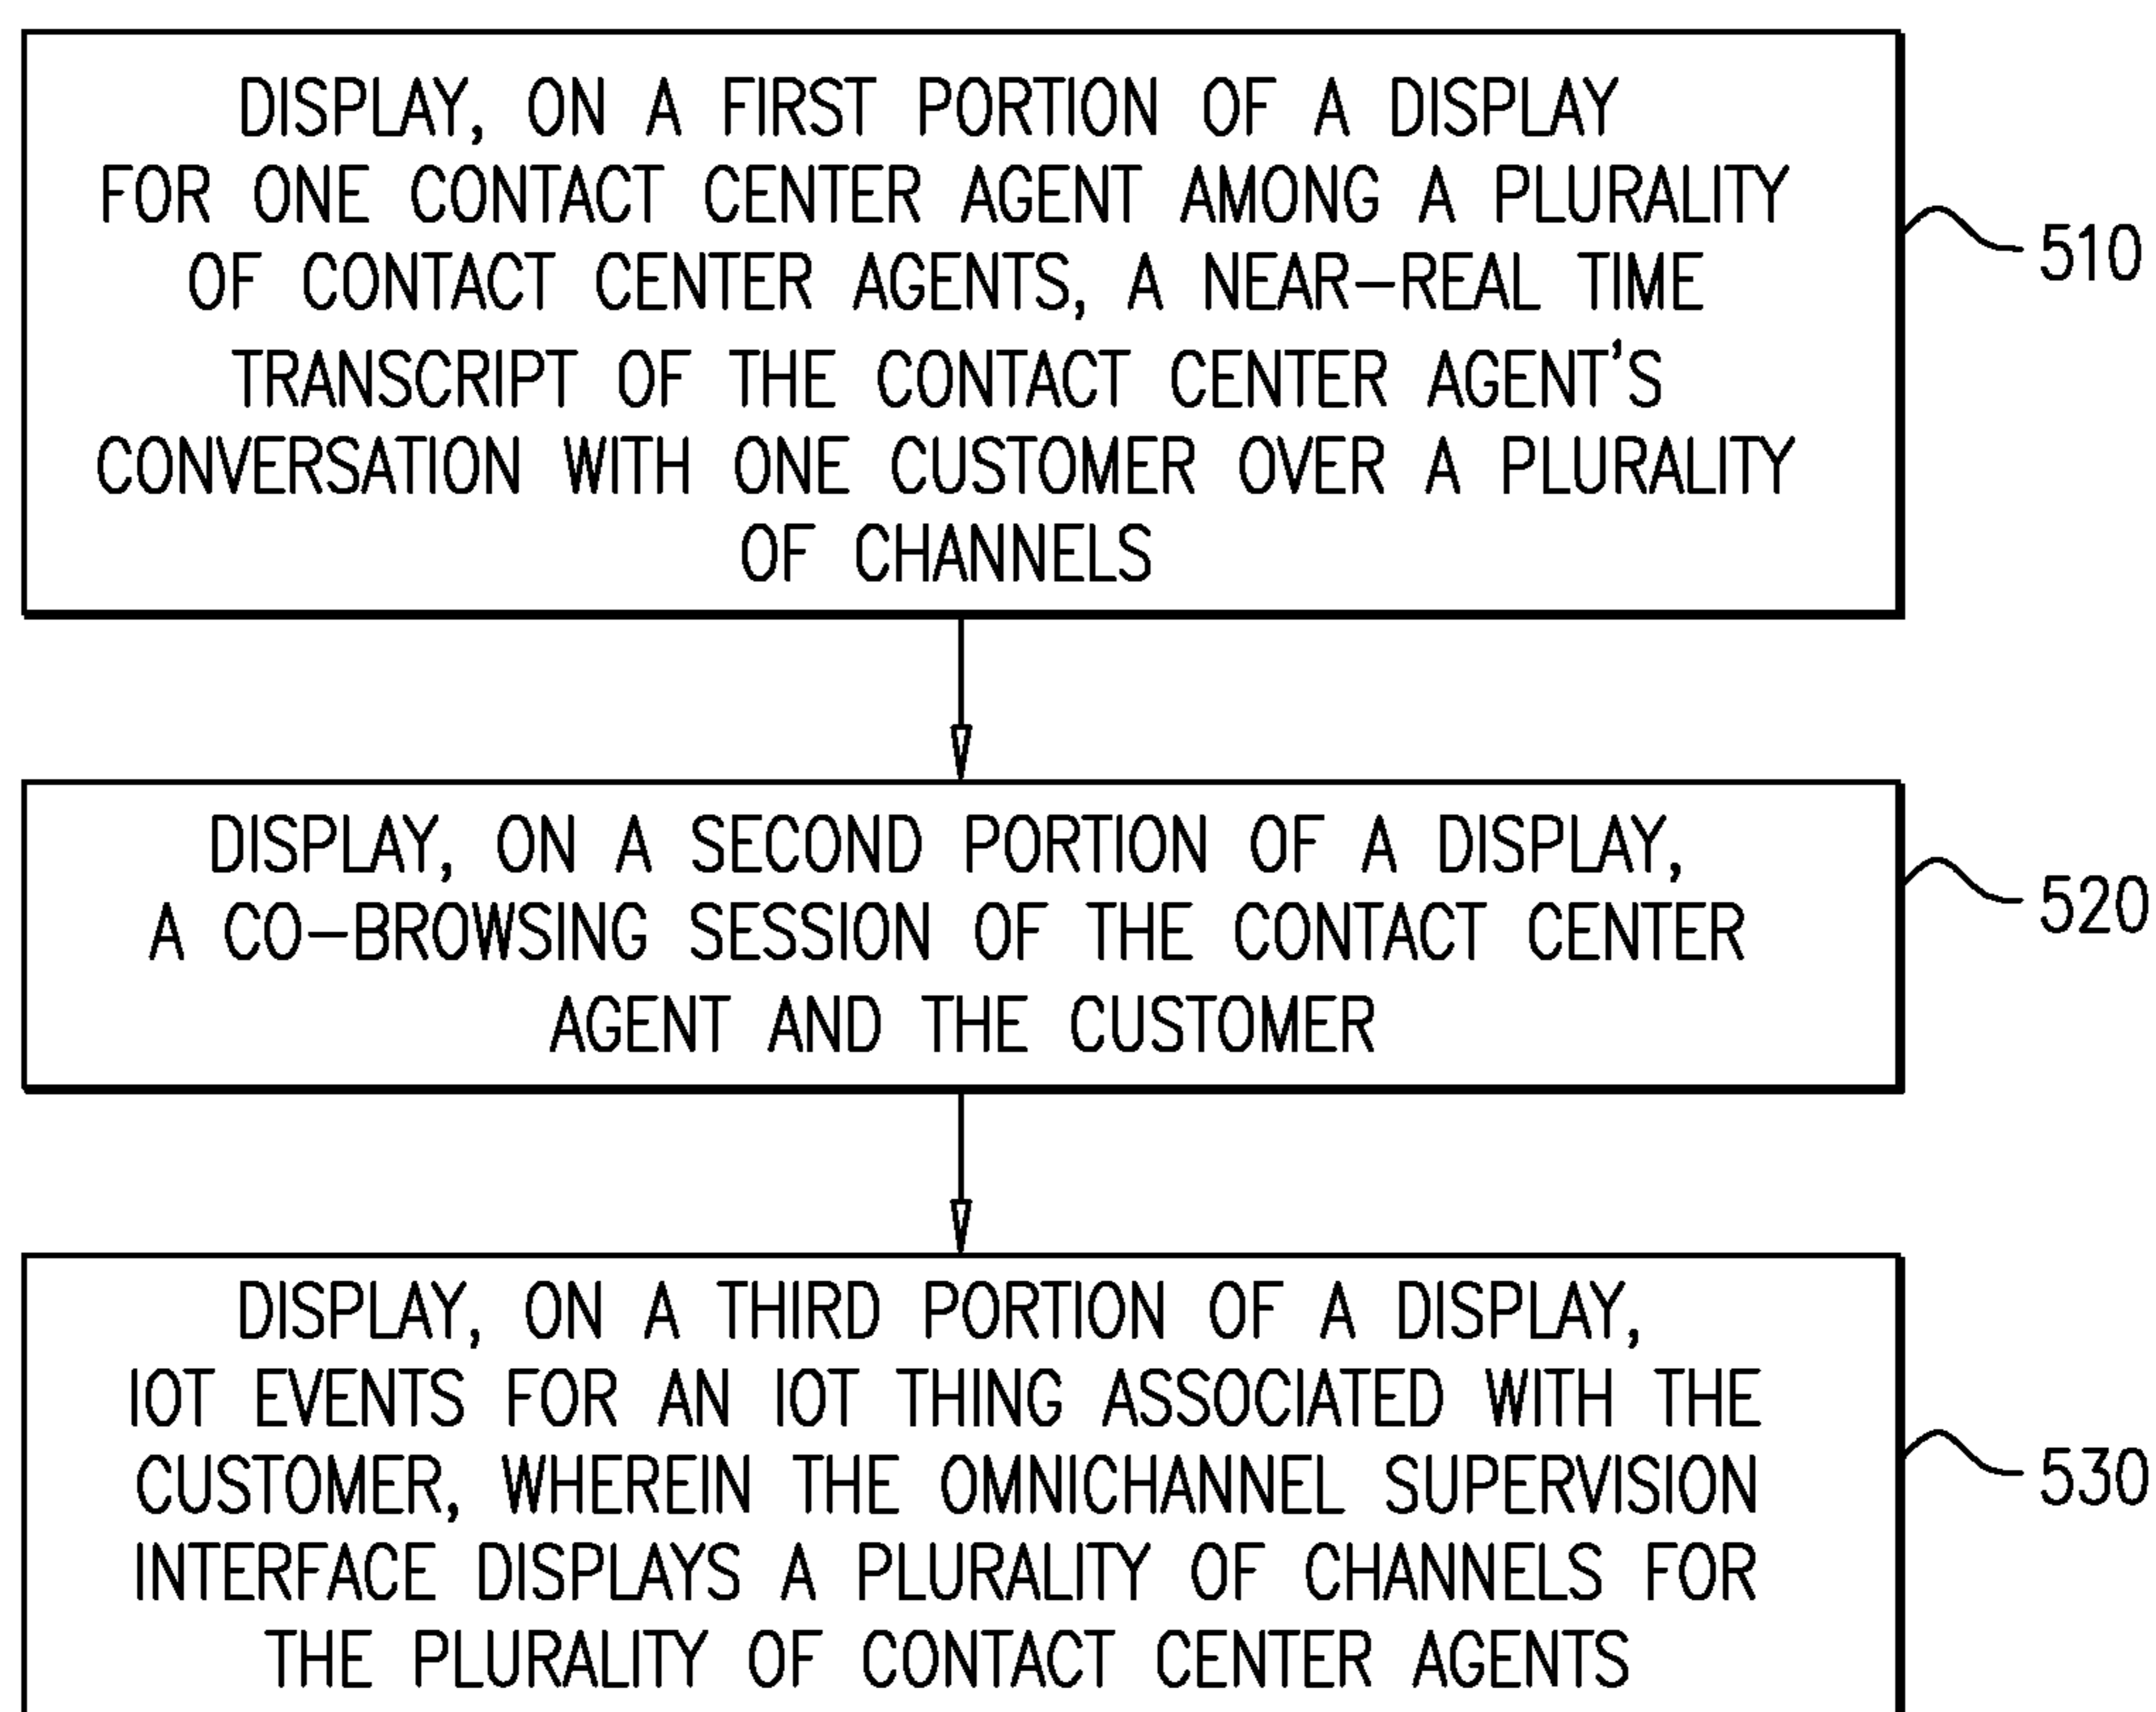 DISPLAY, ON A FIRST PORTION OF A DISPLAY
FOR ONE CONTACT CENTER AGENT AMONG A PLURALITY
OF CONTACT CENTER AGENTS, A NEAR-REAL TIME
TRANSCRIPT OF THE CONTACT CENTER AGENT'S
CONVERSATION WITH ONE CUSTOMER OVER A PLURALITY
OF CHANNELS
510
DISPLAY, ON A SECOND PORTION OF A DISPLAY,
A CO-BROWSING SESSION OF THE CONTACT CENTER
AGENT AND THE CUSTOMER
520
DISPLAY, ON A THIRD PORTION OF A DISPLAY,
IOT EVENTS FOR AN IOT THING ASSOCIATED WITH THE
CUSTOMER, WHEREIN THE OMNICHANNEL SUPERVISION
INTERFACE DISPLAYS A PLURALITY OF CHANNELS FOR
THE PLURALITY OF CONTACT CENTER AGENTS
530